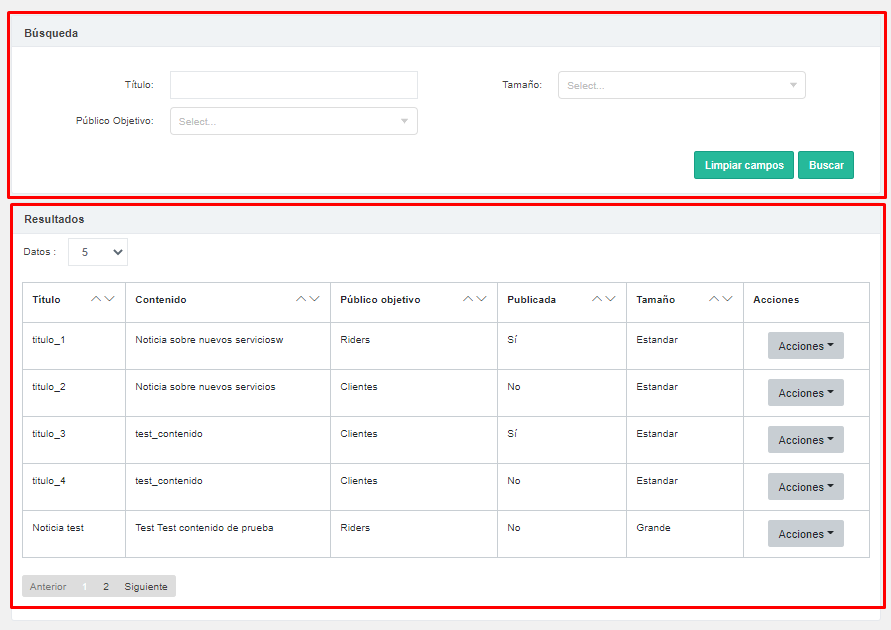 Búsqueda
Título:
Tamaño: Select...
Público Objetivo: Select...
Limpiar campos Buscar
Resultados
Datos : 5
Título Contenido Público objetivo Publicada Tamaño Acciones
titulo_1 Noticia sobre nuevos serviciosw Riders Sí Estandar Acciones
titulo_2 Noticia sobre nuevos servicios Clientes No Estandar Acciones
titulo_3 test_contenido Clientes Sí Estandar Acciones
titulo_4 test_contenido Clientes No Estandar Acciones
Noticia test Test Test contenido de prueba Riders No Grande Acciones
Anterior 1 2 Siguiente